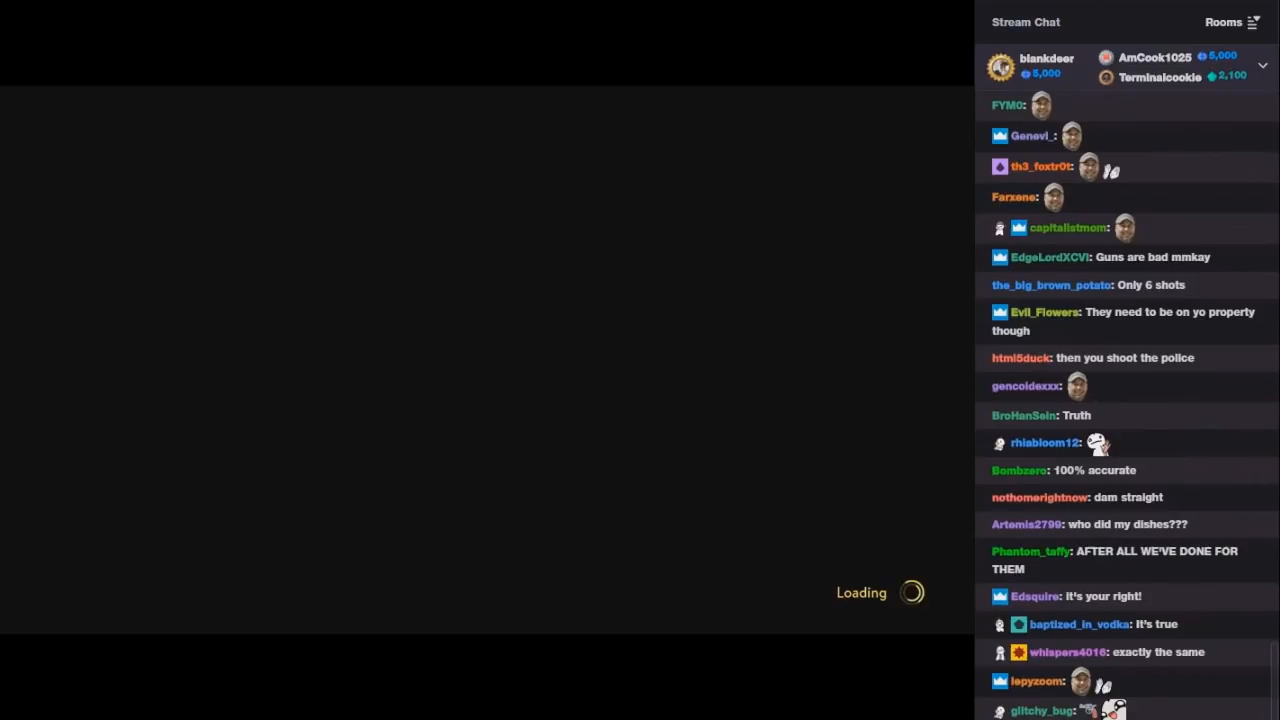 Stream Chat
Rooms
blankdeer
5,000
AmCook1025 5,000
Terminalcookie 2,100
FYM0:
Genevi_:
th3_foxtr0t:
Farxene:
capitalistmom:
EdgeLordXCVI: Guns are bad mmkay
the_big_brown_potato: Only 6 shots
Evil_Flowers: They need to be on yo property
though
html5duck: then you shoot the police
gencoidexxx:
BroHanSein: Truth
rhiabloom12:
Bombzero: 100% accurate
nothomerightnow: dam straight
Artemis2799: who did my dishes???
Phantom_taffy: AFTER ALL WE'VE DONE FOR
THEM
Loading
Edsquire: it's your right!
baptized_in_vodka: It's true
whispers4016: exactly the same
lepyzoom:
glitchy_bug: